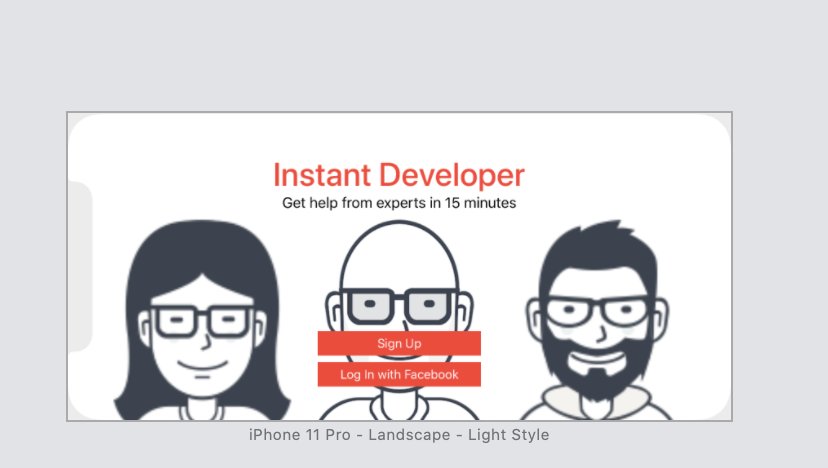 Instant Developer
Get help from experts in 15 minutes
Sign Up
Log In with Facebook
iPhone 11 Pro - Landscape - Light Style